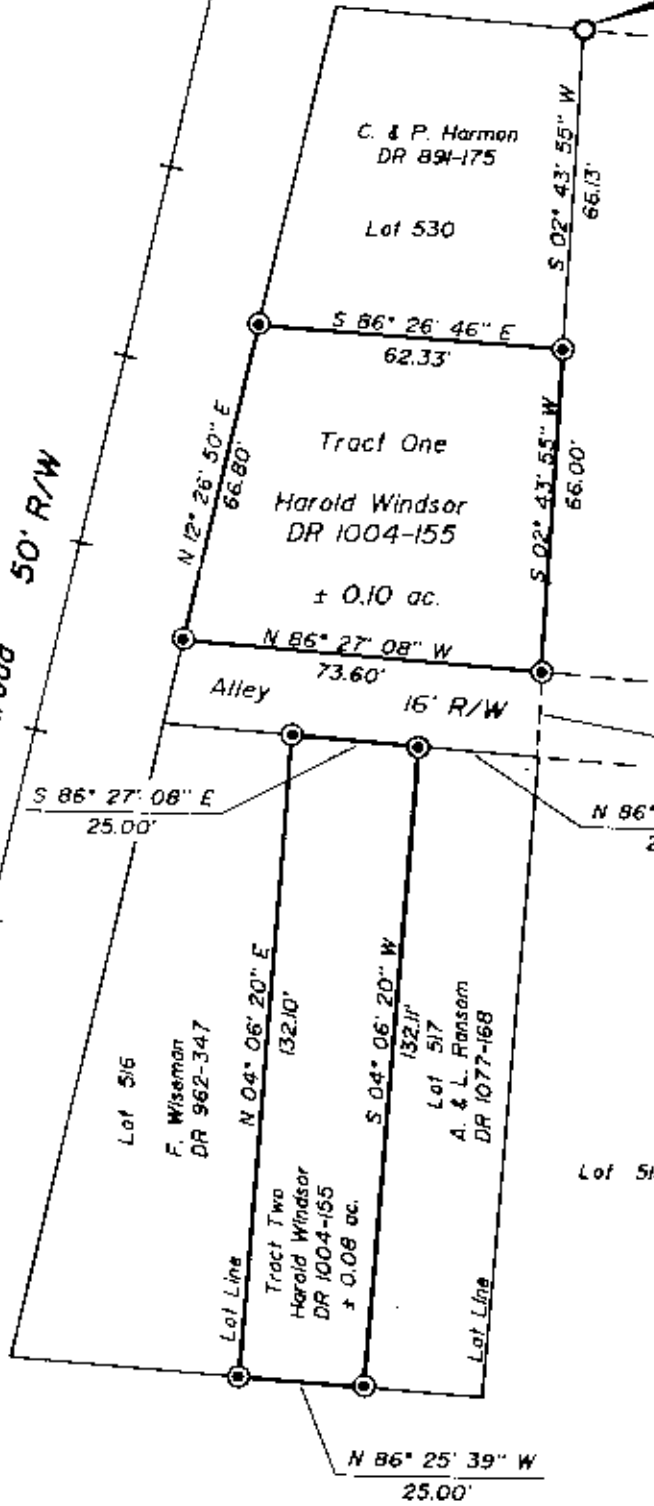 C. & P. Harmon
DR 891-175
Lot 530
S 02° 43' 55" W
66.13'
S 86° 26' 46" E
62.33'
Tract One
Harold Windsor
DR 1004-155
± 0.10 ac.
N 12° 26' 50" E
66.80'
S 02° 43' 55" W
66.00'
50' R/W
N 86° 27' 08" W
73.60'
Alley
16' R/W
S 86° 27' 08" E
25.00'
N 86°
2
Lot 516
F. Wiseman
DR 962-347
N 04° 06' 20" E
132.10'
S 04° 06' 20" W
132.11'
Lot 517
A. & L. Ransom
DR 1077-168
Tract Two
Harold Windsor
DR 1004-155
± 0.08 ac.
Lot Line
Lot Line
Lot 51
N 86° 25' 39" W
25.00'